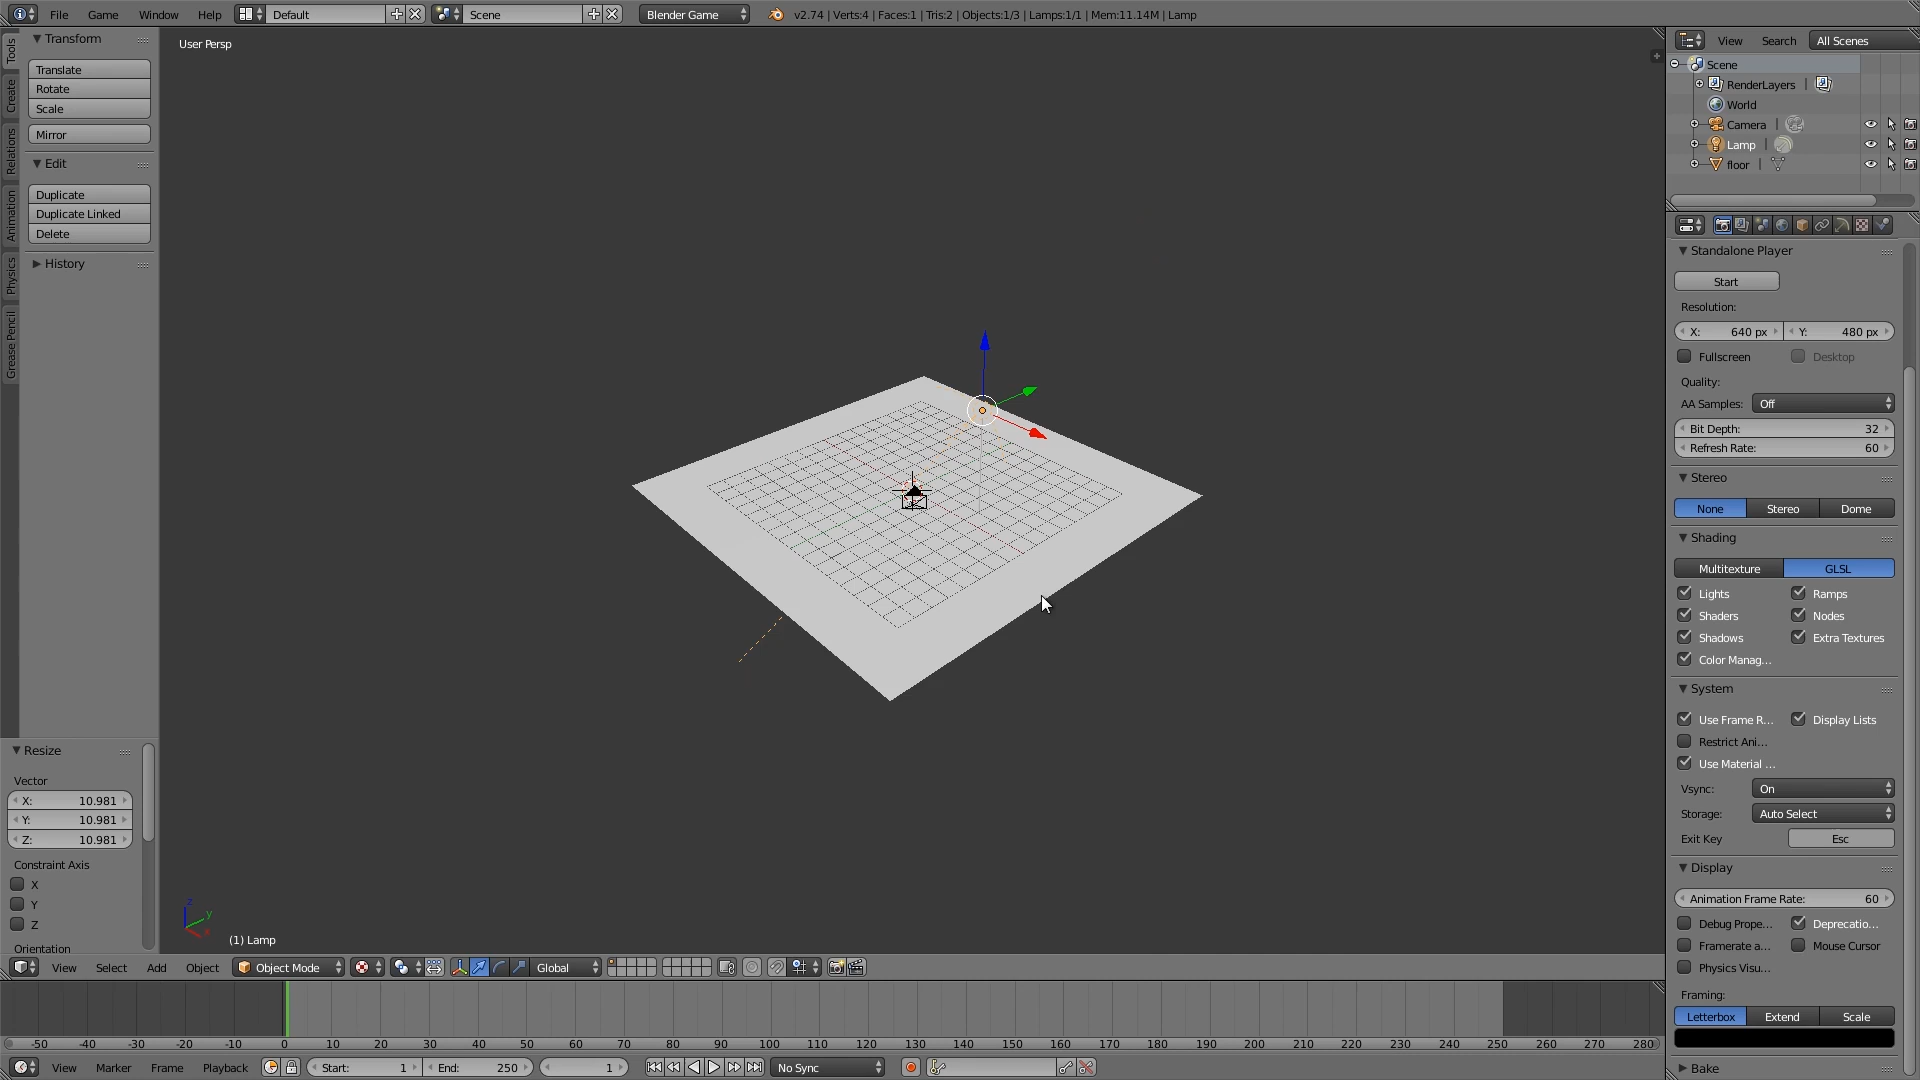 File Game Window Help Default Scene Blender Game v2.74 | Verts:4 | Faces:1 | Tris:2 | Objects:1/3 | Lamps:1/1 | Mem:11.14M | Lamp
Tools
Create
Relations
Animation
Physics
Grease Pencil
Transform
Translate
Rotate
Scale
Mirror
Edit
Duplicate
Duplicate Linked
Delete
History
Resize
Vector
X: 10.981
Y: 10.981
Z: 10.981
Constraint Axis
X
Y
Z
Orientation
User Persp
z
y
x
(1) Lamp
View Select Add Object Object Mode Global
-50 -40 -30 -20 -10 0 10 20 30 40 50 60 70 80 90 100 110 120 130 140 150 160 170 180 190 200 210 220 230 240 250 260 270 280
View Marker Frame Playback Start: 1 End: 250 1 No Sync
View Search All Scenes
Scene
RenderLayers |
World
Camera |
Lamp |
floor |
Standalone Player
Start
Resolution:
X: 640 px Y: 480 px
Fullscreen Desktop
Quality:
AA Samples: Off
Bit Depth: 32
Refresh Rate: 60
Stereo
None Stereo Dome
Shading
Multitexture GLSL
Lights Ramps
Shaders Nodes
Shadows Extra Textures
Color Manag...
System
Use Frame R... Display Lists
Restrict Ani...
Use Material ...
Vsync: On
Storage: Auto Select
Exit Key Esc
Display
Animation Frame Rate: 60
Debug Prope... Deprecatio...
Framerate a... Mouse Cursor
Physics Visu...
Framing:
Letterbox Extend Scale
Bake